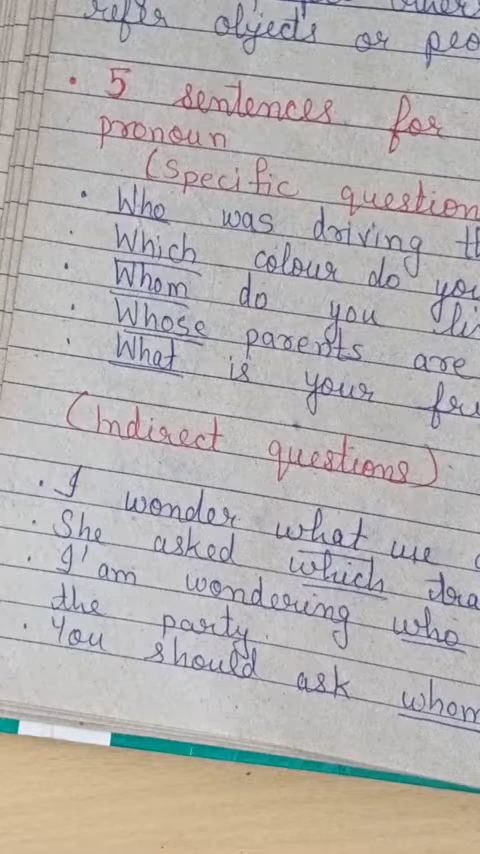 refer objects or peo
• 5 sentences for
pronoun
(specific question
• Who was driving th
• Which colour do you
• Whom do you li
• Whose parents are
• What is your fri
(Indirect questions)
• I wonder what we
• She asked which dra
• I'am wondering who
the party.
• You should ask whom